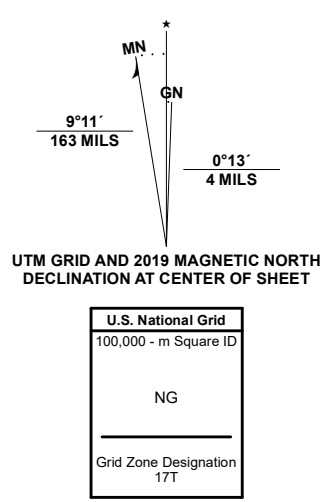 MN
GN
9°11´
163 MILS
0°13´
4 MILS
UTM GRID AND 2019 MAGNETIC NORTH
DECLINATION AT CENTER OF SHEET
U.S. National Grid
100,000 - m Square ID
NG
Grid Zone Designation
17T